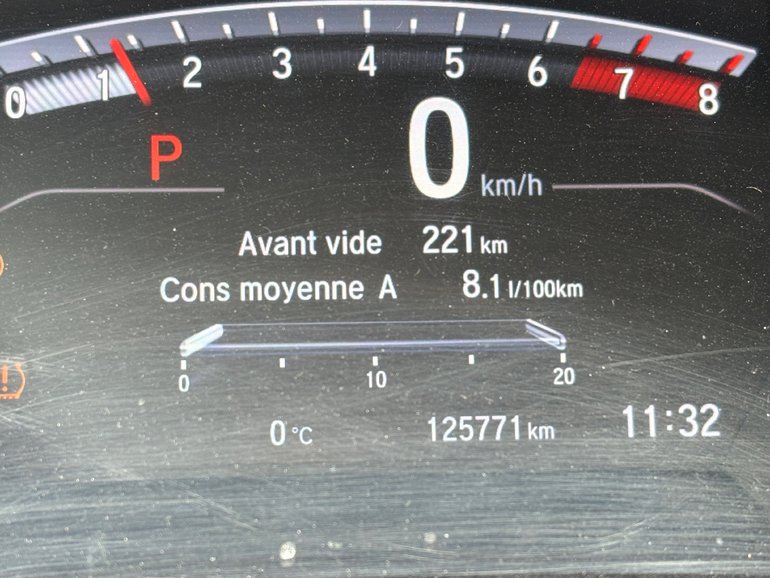 0 1 2 3 4 5 6 7 8
P
0 km/h
Avant vide 221 km
Cons moyenne A 8.1 l/100km
0 10 20
0 °C 125771 km 11:32